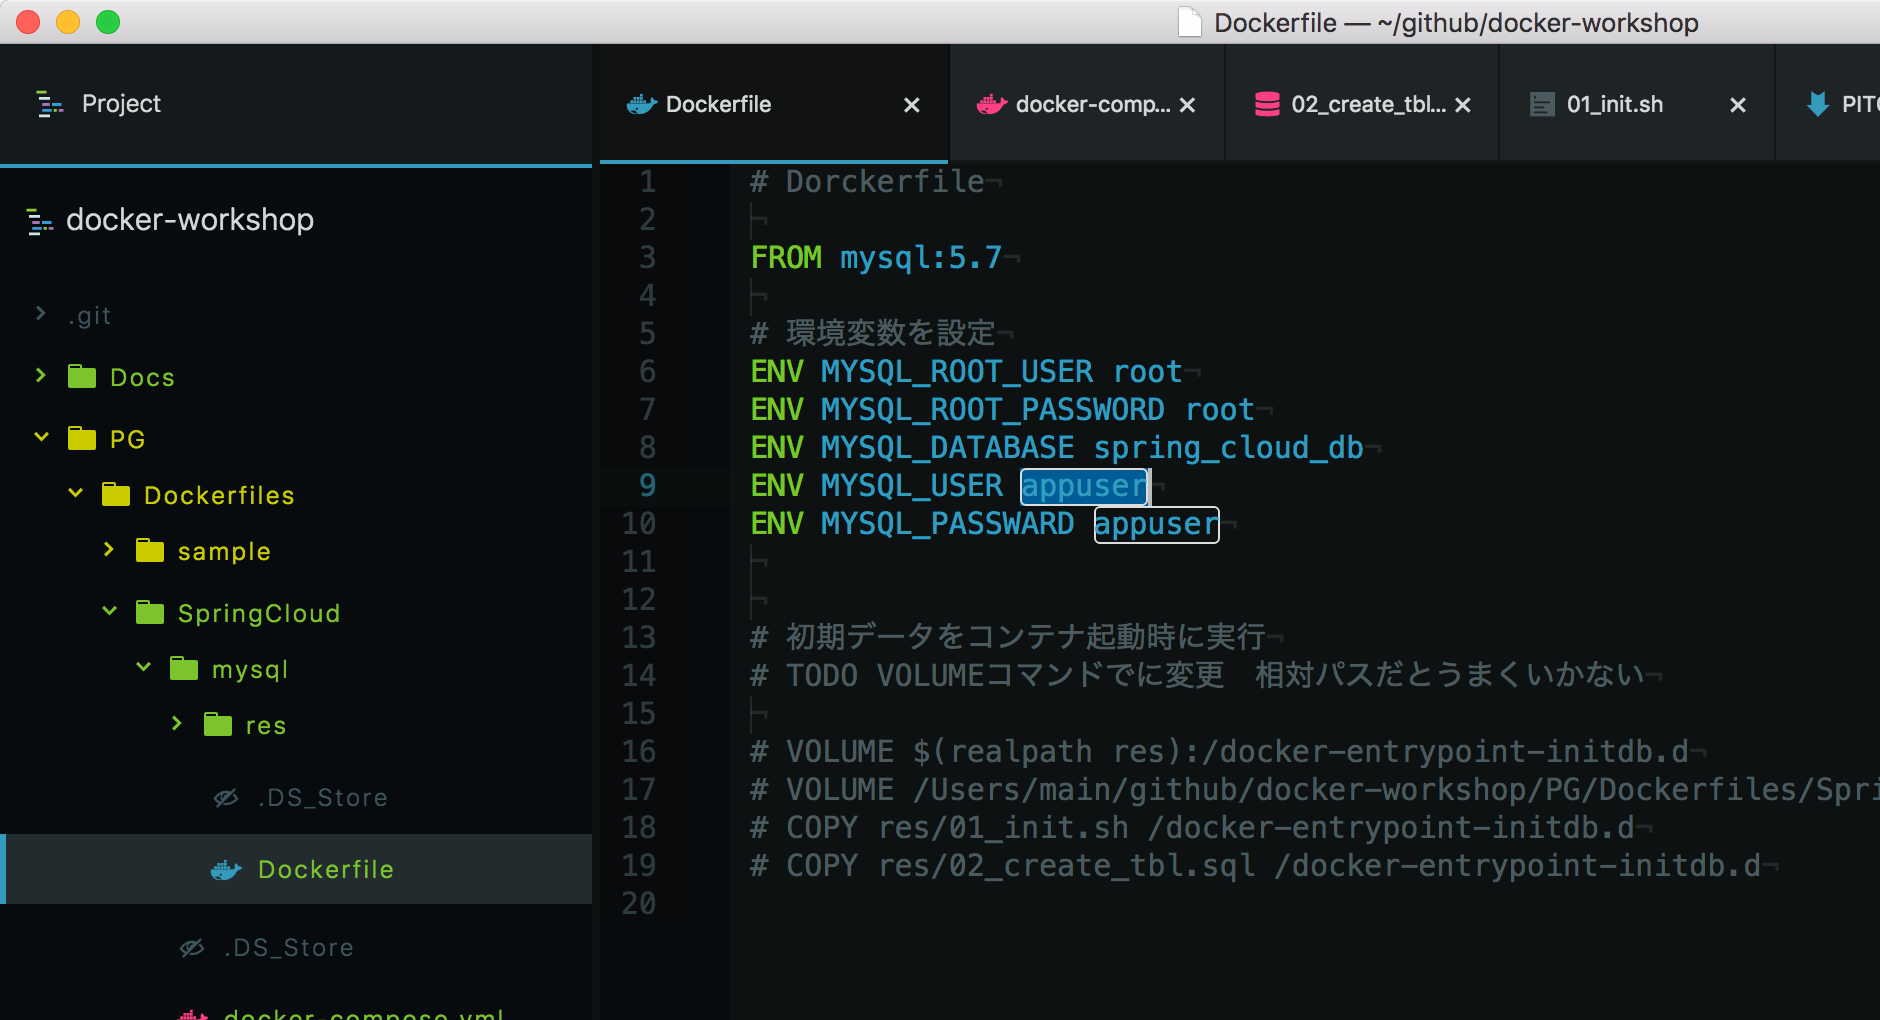 Dockerfile — ~/github/docker-workshop
Project
Dockerfile
docker-comp...
02_create_tbl...
01_init.sh
docker-workshop
.git
Docs
PG
Dockerfiles
sample
SpringCloud
mysql
res
.DS_Store
Dockerfile
.DS_Store
docker-compose.yml
1 # Dorckerfile¬
2 ¬
3 FROM mysql:5.7¬
4 ¬
5 # 環境変数を設定¬
6 ENV MYSQL_ROOT_USER root¬
7 ENV MYSQL_ROOT_PASSWORD root¬
8 ENV MYSQL_DATABASE spring_cloud_db¬
9 ENV MYSQL_USER appuser¬
10 ENV MYSQL_PASSWARD appuser¬
11 ¬
12 ¬
13 # 初期データをコンテナ起動時に実行¬
14 # TODO VOLUMEコマンドでに変更　相対パスだとうまくいかない¬
15 ¬
16 # VOLUME $(realpath res):/docker-entrypoint-initdb.d¬
17 # VOLUME /Users/main/github/docker-workshop/PG/Dockerfiles/Spri
18 # COPY res/01_init.sh /docker-entrypoint-initdb.d¬
19 # COPY res/02_create_tbl.sql /docker-entrypoint-initdb.d¬
20